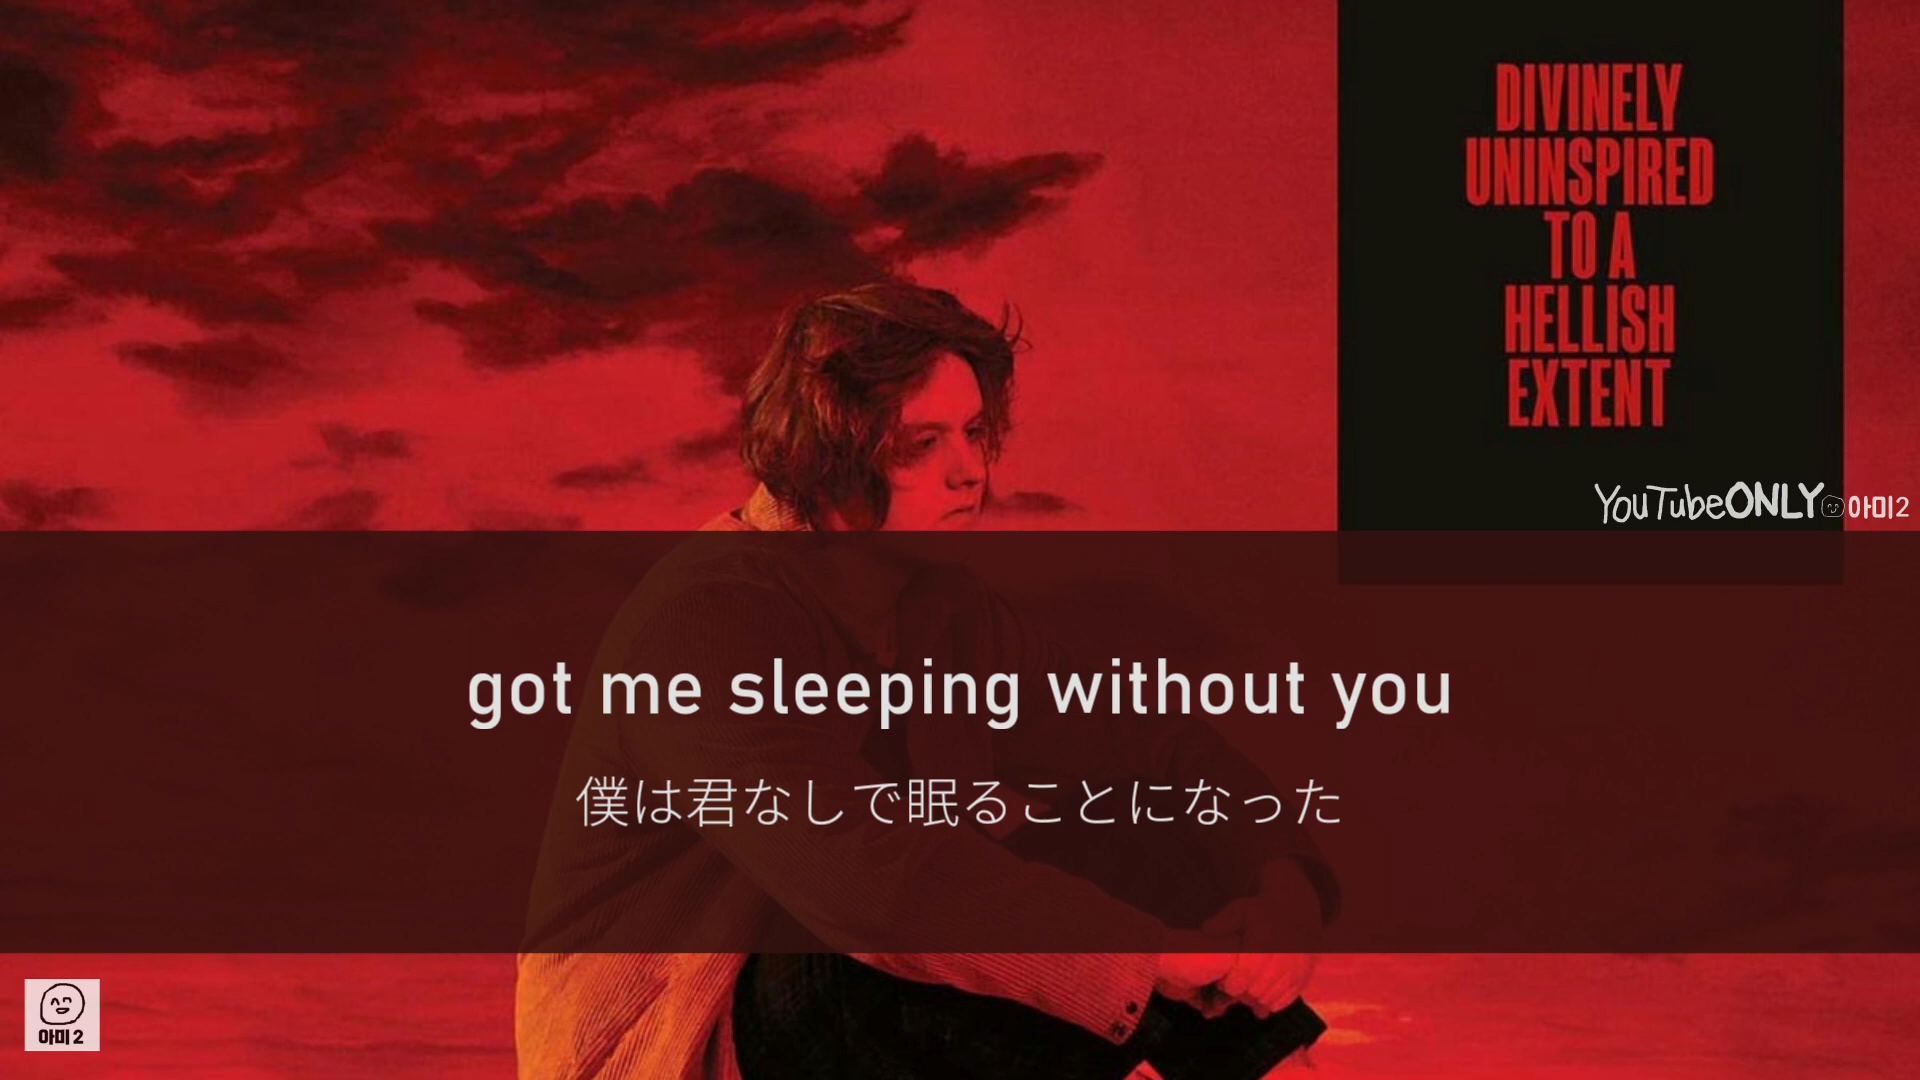 DIVINELY
UNINSPIRED
TO A
HELLISH
EXTENT
YouTubeONLY 아미2
got me sleeping without you
僕は君なしで眠ることになった
아미2